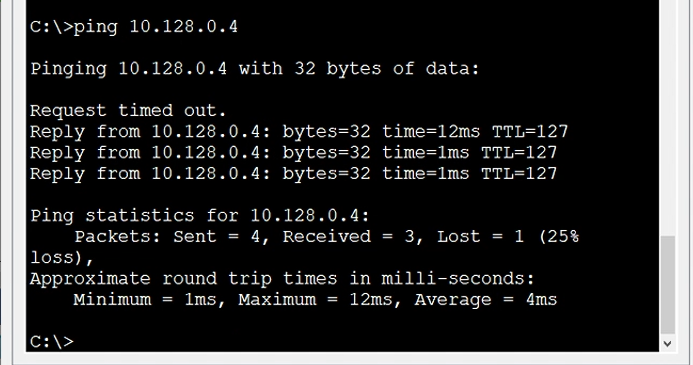 C:\>ping 10.128.0.4
Pinging 10.128.0.4 with 32 bytes of data:
Request timed out.
Reply from 10.128.0.4: bytes=32 time=12ms TTL=127
Reply from 10.128.0.4: bytes=32 time=1ms TTL=127
Reply from 10.128.0.4: bytes=32 time=1ms TTL=127
Ping statistics for 10.128.0.4:
    Packets: Sent = 4, Received = 3, Lost = 1 (25%
loss),
Approximate round trip times in milli-seconds:
    Minimum = 1ms, Maximum = 12ms, Average = 4ms
C:\>